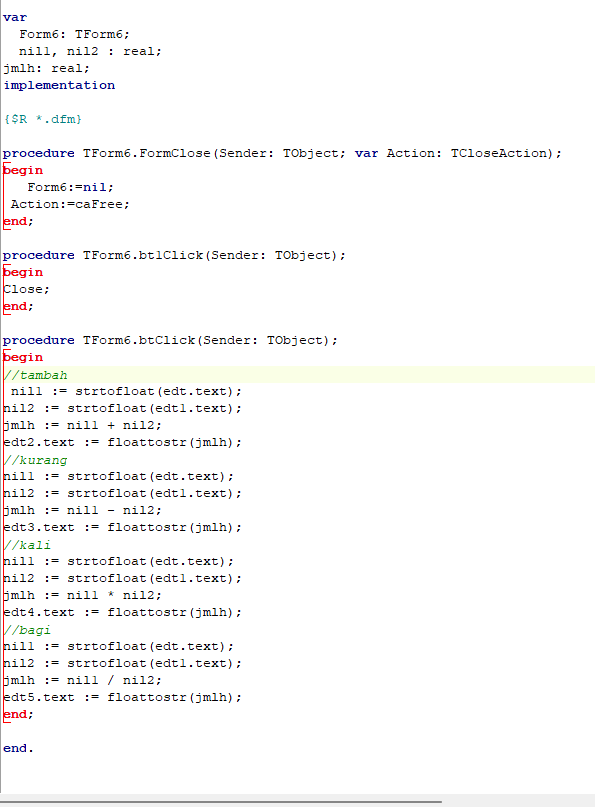 var
Form6: TForm6;
nil1, nil2 : real;
jmlh: real;
implementation
{$R *.dfm}
procedure TForm6.FormClose(Sender: TObject; var Action: TCloseAction);
begin
Form6:=nil;
Action:=caFree;
end;
procedure TForm6.bt1Click(Sender: TObject);
begin
Close;
end;
procedure TForm6.btClick(Sender: TObject);
begin
//tambah
nil1 := strtofloat(edt.text);
nil2 := strtofloat(edt1.text);
jmlh := nil1 + nil2;
edt2.text := floattostr(jmlh);
//kurang
nil1 := strtofloat(edt.text);
nil2 := strtofloat(edt1.text);
jmlh := nil1 - nil2;
edt3.text := floattostr(jmlh);
//kali
nil1 := strtofloat(edt.text);
nil2 := strtofloat(edt1.text);
jmlh := nil1 * nil2;
edt4.text := floattostr(jmlh);
//bagi
nil1 := strtofloat(edt.text);
nil2 := strtofloat(edt1.text);
jmlh := nil1 / nil2;
edt5.text := floattostr(jmlh);
end;
end.